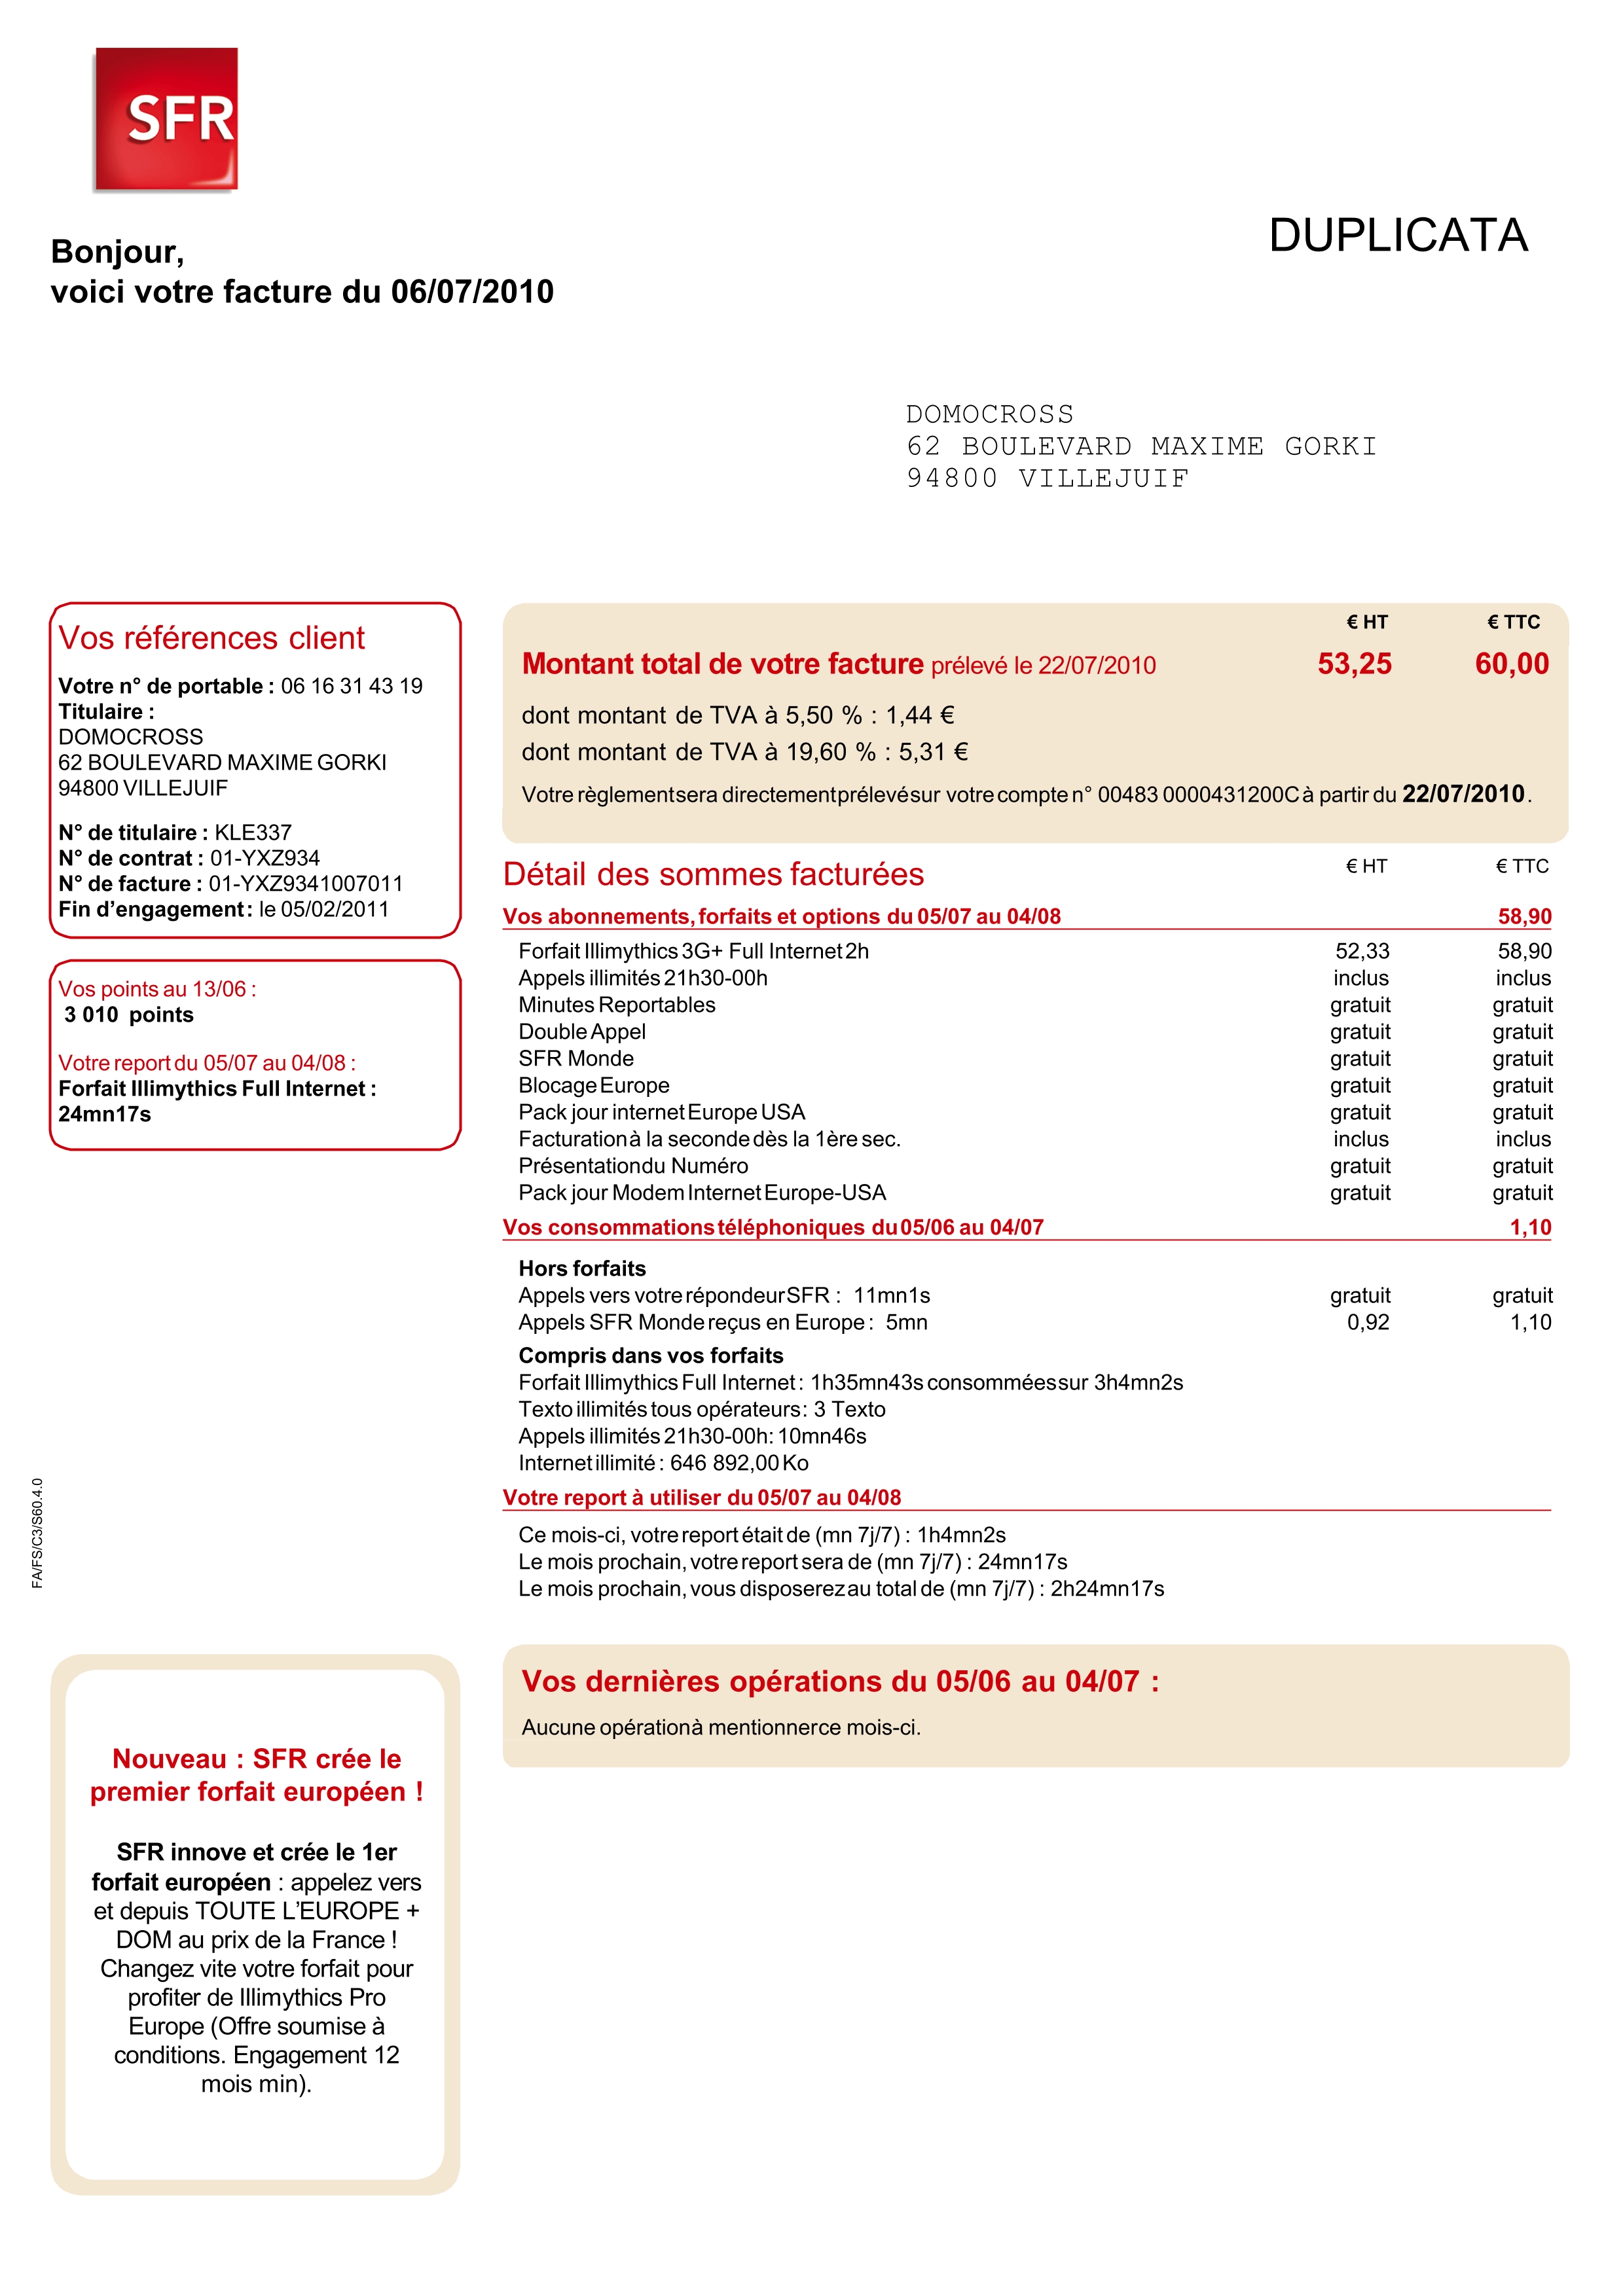 SFR
DUPLICATA
Bonjour,
voici votre facture du 06/07/2010
DOMOCROSS
62 BOULEVARD MAXIME GORKI
94800 VILLEJUIF
Vos références client
Votre n° de portable : 06 16 31 43 19
Titulaire :
DOMOCROSS
62 BOULEVARD MAXIME GORKI
94800 VILLEJUIF
N° de titulaire : KLE337
N° de contrat : 01-YXZ934
N° de facture : 01-YXZ9341007011
Fin d’engagement : le 05/02/2011
Vos points au 13/06 :
3 010 points
Votre report du 05/07 au 04/08 :
Forfait Illimythics Full Internet :
24mn17s
€ HT € TTC
Montant total de votre facture prélevé le 22/07/2010 53,25 60,00
dont montant de TVA à 5,50 % : 1,44 €
dont montant de TVA à 19,60 % : 5,31 €
Votre règlement sera directement prélevé sur votre compte n° 00483 0000431200C à partir du 22/07/2010.
Détail des sommes facturées € HT € TTC
Vos abonnements, forfaits et options du 05/07 au 04/08 58,90
Forfait Illimythics 3G+ Full Internet 2h 52,33 58,90
Appels illimités 21h30-00h inclus inclus
Minutes Reportables gratuit gratuit
Double Appel gratuit gratuit
SFR Monde gratuit gratuit
Blocage Europe gratuit gratuit
Pack jour internet Europe USA gratuit gratuit
Facturation à la seconde dès la 1ère sec. inclus inclus
Présentation du Numéro gratuit gratuit
Pack jour Modem Internet Europe-USA gratuit gratuit
Vos consommations téléphoniques du 05/06 au 04/07 1,10
Hors forfaits
Appels vers votre répondeur SFR : 11mn1s gratuit gratuit
Appels SFR Monde reçus en Europe : 5mn 0,92 1,10
Compris dans vos forfaits
Forfait Illimythics Full Internet : 1h35mn43s consommées sur 3h4mn2s
Texto illimités tous opérateurs : 3 Texto
Appels illimités 21h30-00h: 10mn46s
Internet illimité : 646 892,00 Ko
Votre report à utiliser du 05/07 au 04/08
Ce mois-ci, votre report était de (mn 7j/7) : 1h4mn2s
Le mois prochain, votre report sera de (mn 7j/7) : 24mn17s
Le mois prochain, vous disposerez au total de (mn 7j/7) : 2h24mn17s
FA/FS/C3/S60.4.0
Vos dernières opérations du 05/06 au 04/07 :
Aucune opération à mentionner ce mois-ci.
Nouveau : SFR crée le
premier forfait européen !
SFR innove et crée le 1er
forfait européen : appelez vers
et depuis TOUTE L’EUROPE +
DOM au prix de la France !
Changez vite votre forfait pour
profiter de Illimythics Pro
Europe (Offre soumise à
conditions. Engagement 12
mois min).